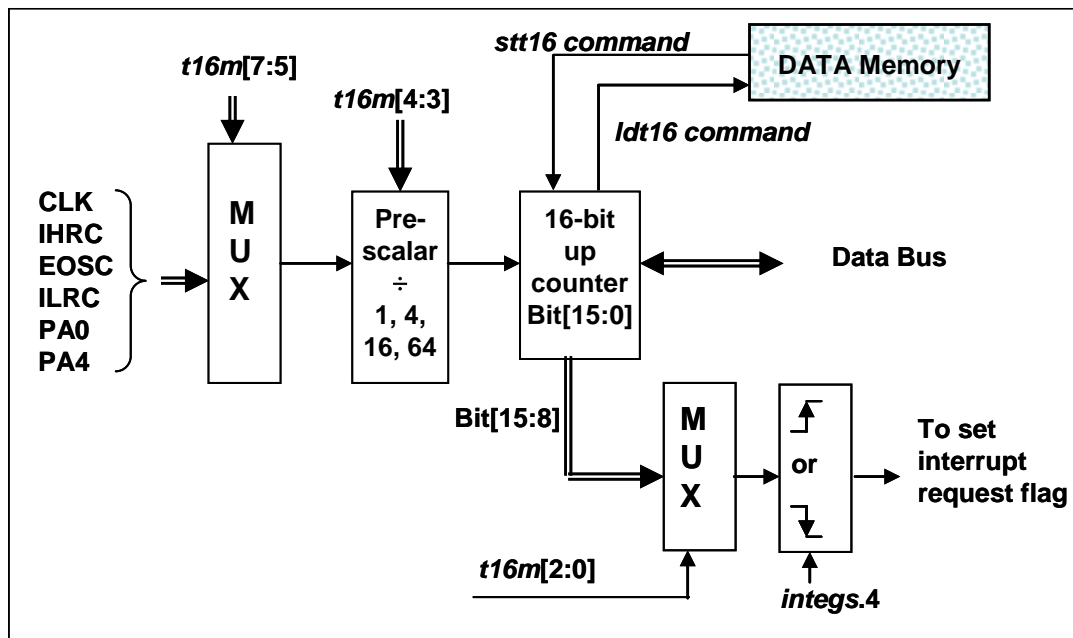 stt16 command
DATA Memory
t16m[7:5]
t16m[4:3]
ldt16 command
CLK
IHRC
EOSC
ILRC
PA0
PA4
M
U
X
Pre-
scalar
÷
1, 4,
16, 64
16-bit
up
counter
Bit[15:0]
Data Bus
Bit[15:8]
M
U
X
or
To set
interrupt
request flag
t16m[2:0]
integs.4